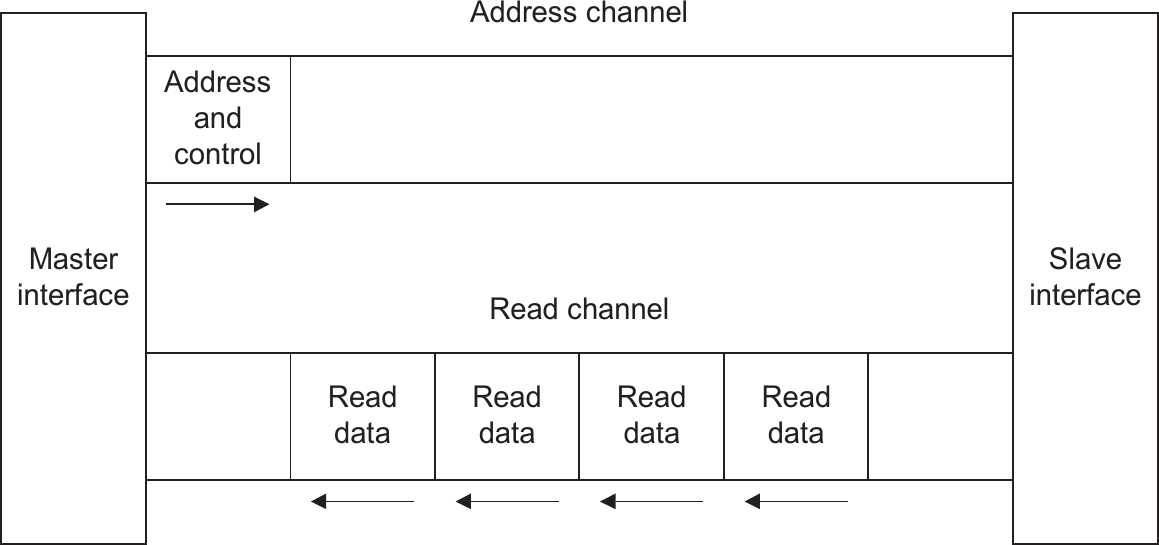 Address channel
Address
and
control
Master
interface
Slave
interface
Read channel
Read
data
Read
data
Read
data
Read
data